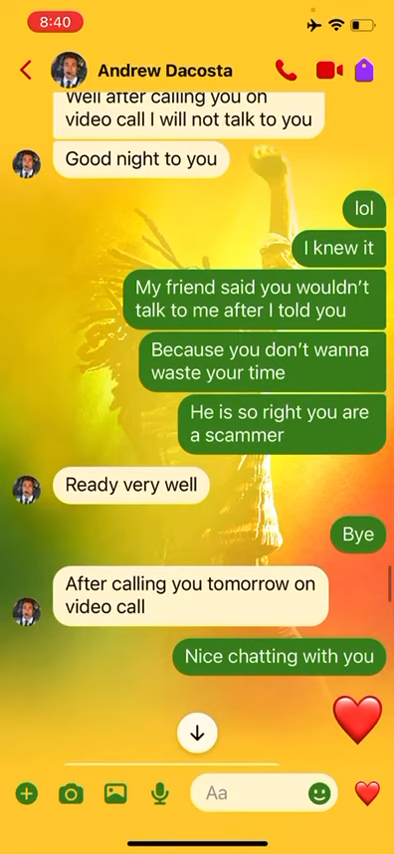 8:40
Andrew Dacosta
Well after calling you on
video call I will not talk to you
Good night to you
lol
I knew it
My friend said you wouldn't
talk to me after I told you
Because you don't wanna
waste your time
He is so right you are
a scammer
Ready very well
Bye
After calling you tomorrow on
video call
Nice chatting with you
Aa